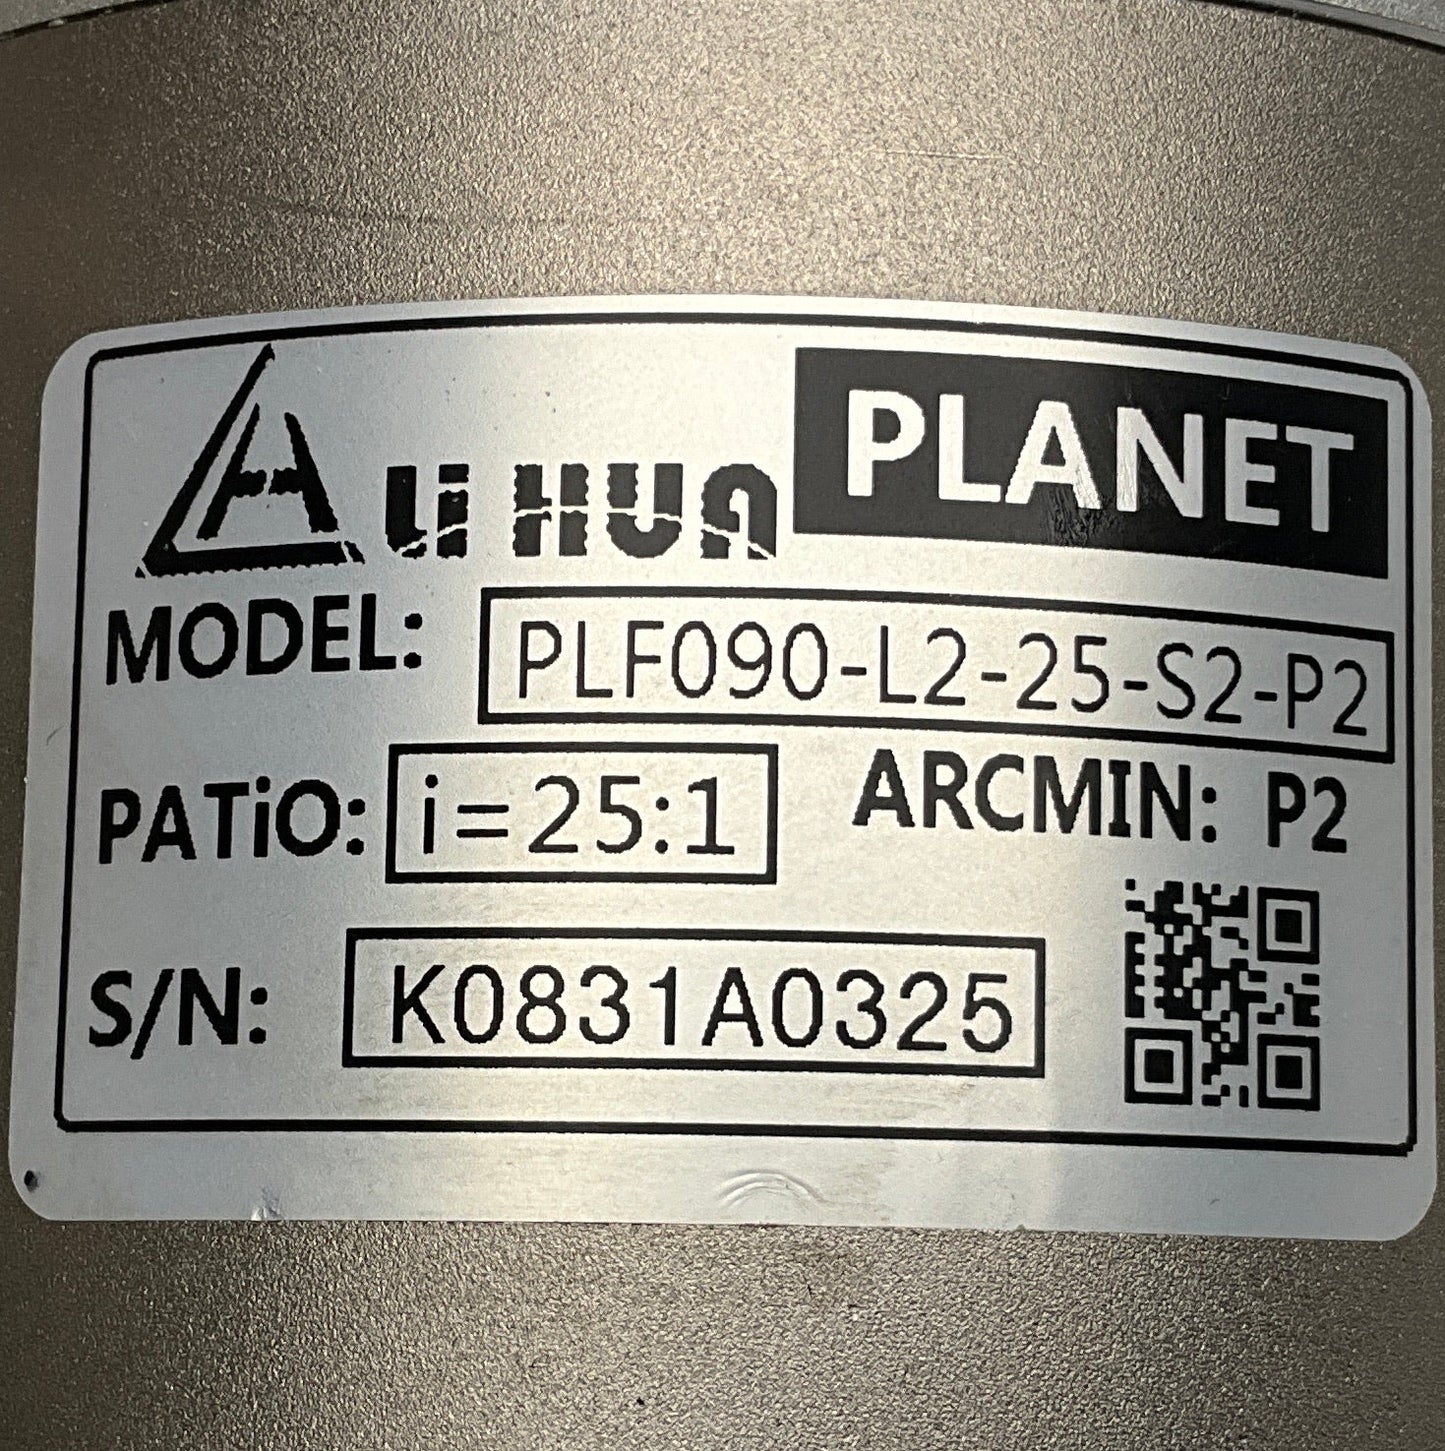 Li HUA PLANET
MODEL: PLF090-L2-25-S2-P2
PATiO: i=25:1 ARCMIN: P2
S/N: K0831A0325